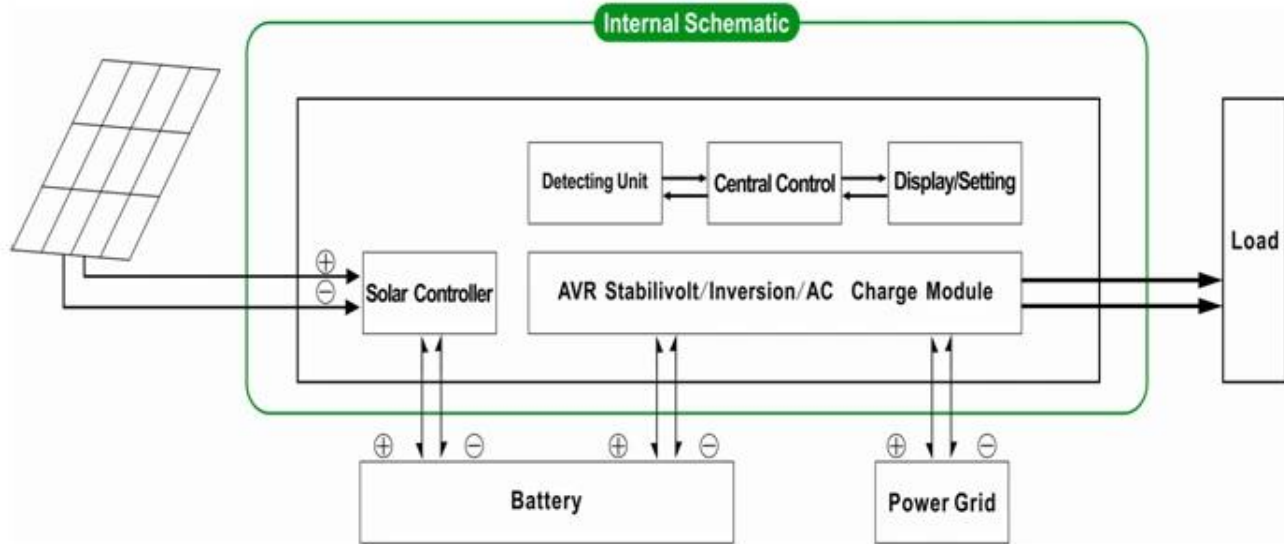 Internal Schematic
Detecting Unit
Central Control
Display/Setting
Load
⊕
⊖
Solar Controller
AVR Stabilivolt/Inversion/AC Charge Module
⊕ ⊖ ⊕ ⊖ ⊕ ⊖
Battery
Power Grid